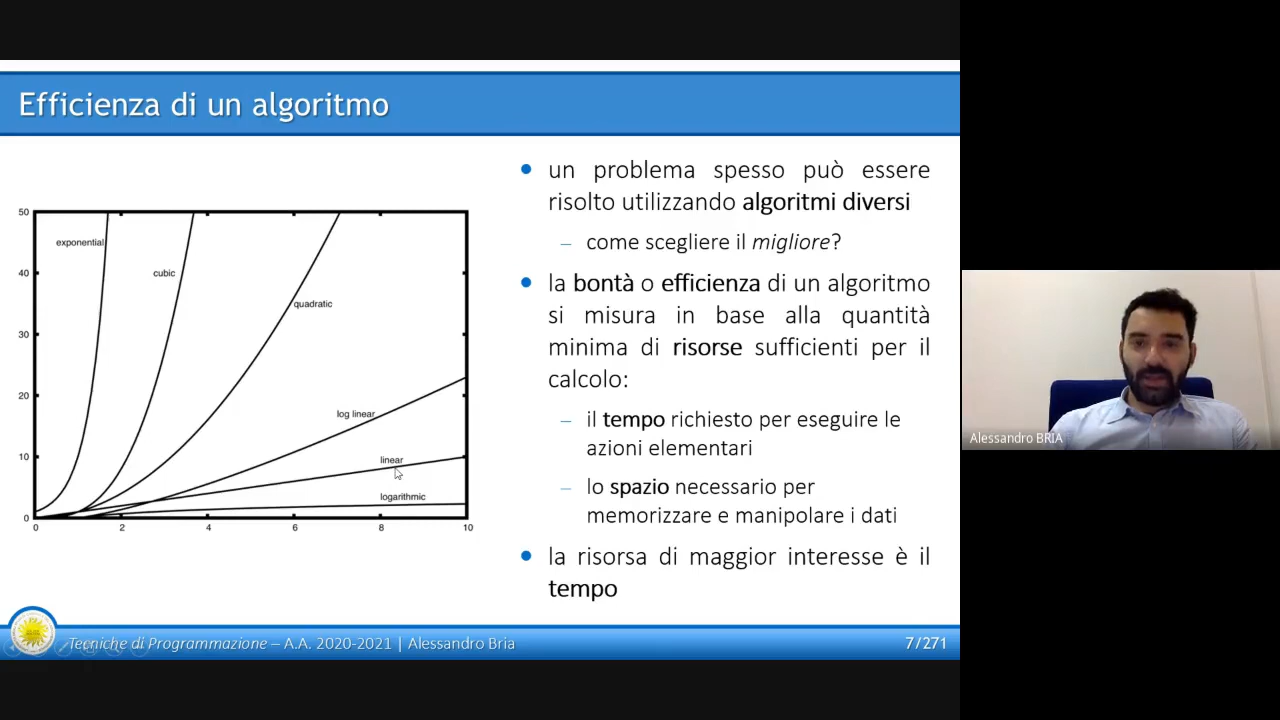 Efficienza di un algoritmo
50
40
30
20
10
0
0
2
4
6
8
10
exponential
cubic
quadratic
log linear
linear
logarithmic
• un problema spesso può essere
risolto utilizzando algoritmi diversi
– come scegliere il migliore?
• la bontà o efficienza di un algoritmo
si misura in base alla quantità
minima di risorse sufficienti per il
calcolo:
– il tempo richiesto per eseguire le
azioni elementari
– lo spazio necessario per
memorizzare e manipolare i dati
• la risorsa di maggior interesse è il
tempo
Tecniche di Programmazione – A.A. 2020-2021 | Alessandro Bria
7/271
Alessandro BRIA